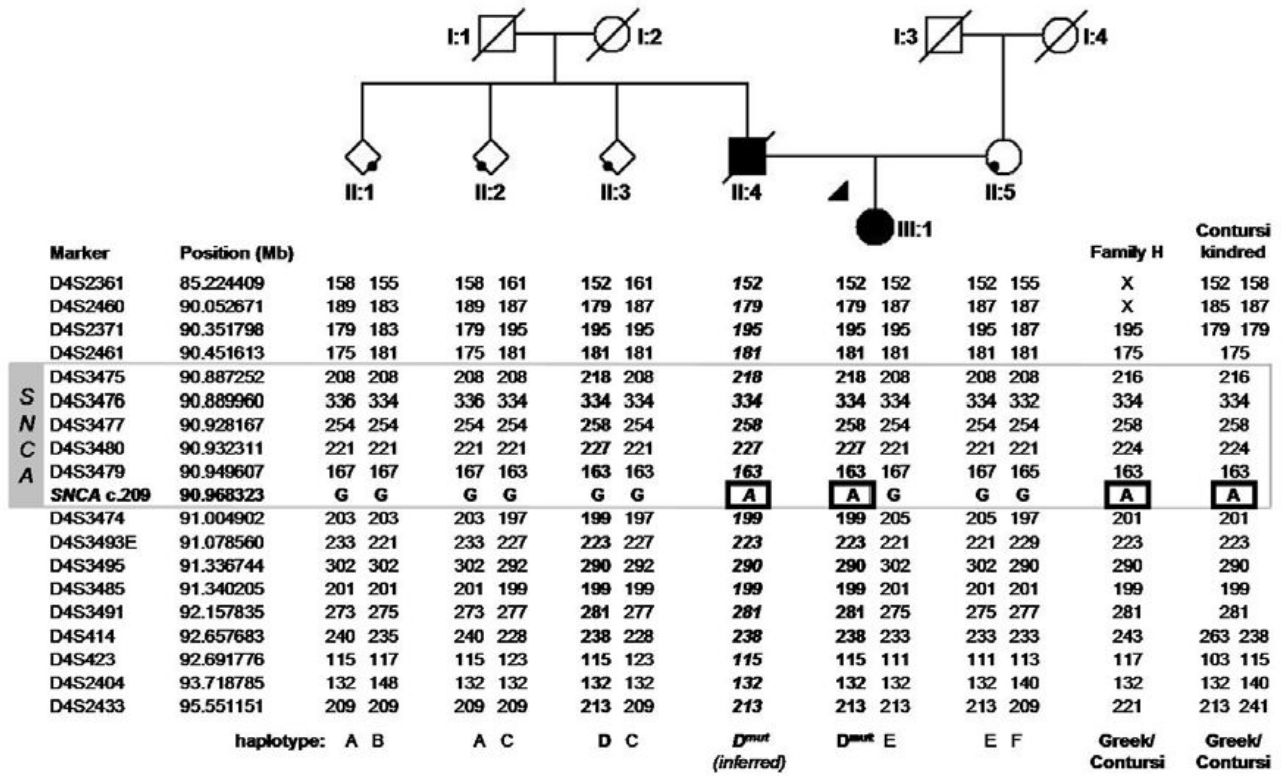 I:1 I:2 I:3 I:4
II:1 II:2 II:3 II:4 II:5
III:1
Marker Position (Mb) Family H Contursi kindred
D4S2361 85.224409 158 155 158 161 152 161 152 152 152 152 155 X 152 158
D4S2460 90.052671 189 183 189 187 179 187 179 179 187 187 187 X 185 187
D4S2371 90.351798 179 183 179 195 195 195 195 195 195 195 187 195 179 179
D4S2461 90.451613 175 181 175 181 181 181 181 181 181 181 181 175 175
SNCA
D4S3475 90.887252 208 208 208 208 218 208 218 218 208 208 208 216 216
D4S3476 90.889960 336 334 336 334 334 334 334 334 334 334 332 334 334
D4S3477 90.928167 254 254 254 254 258 254 258 258 254 254 254 258 258
D4S3480 90.932311 221 221 221 221 227 221 227 227 221 221 221 224 224
D4S3479 90.949607 167 167 167 163 163 163 163 163 167 167 165 163 163
SNCA c.209 90.968323 G G G G G G A A G G G A A
D4S3474 91.004902 203 203 203 197 199 197 199 199 205 205 197 201 201
D4S3493E 91.078560 233 221 233 227 223 227 223 223 221 221 229 223 223
D4S3495 91.336744 302 302 302 292 290 292 290 290 302 302 290 290 290
D4S3485 91.340205 201 201 201 199 199 199 199 199 201 201 201 199 199
D4S3491 92.157835 273 275 273 277 281 277 281 281 275 275 277 281 281
D4S414 92.657683 240 235 240 228 238 228 238 238 233 233 233 243 263 238
D4S423 92.691776 115 117 115 123 115 123 115 115 111 111 113 117 103 115
D4S2404 93.718785 132 148 132 132 132 132 132 132 132 132 140 132 132 140
D4S2433 95.551151 209 209 209 209 213 209 213 213 213 213 209 221 213 241
haplotype: A B A C D C Dmut Dmut E E F Greek/ Greek/
(inferred) Contursi Contursi